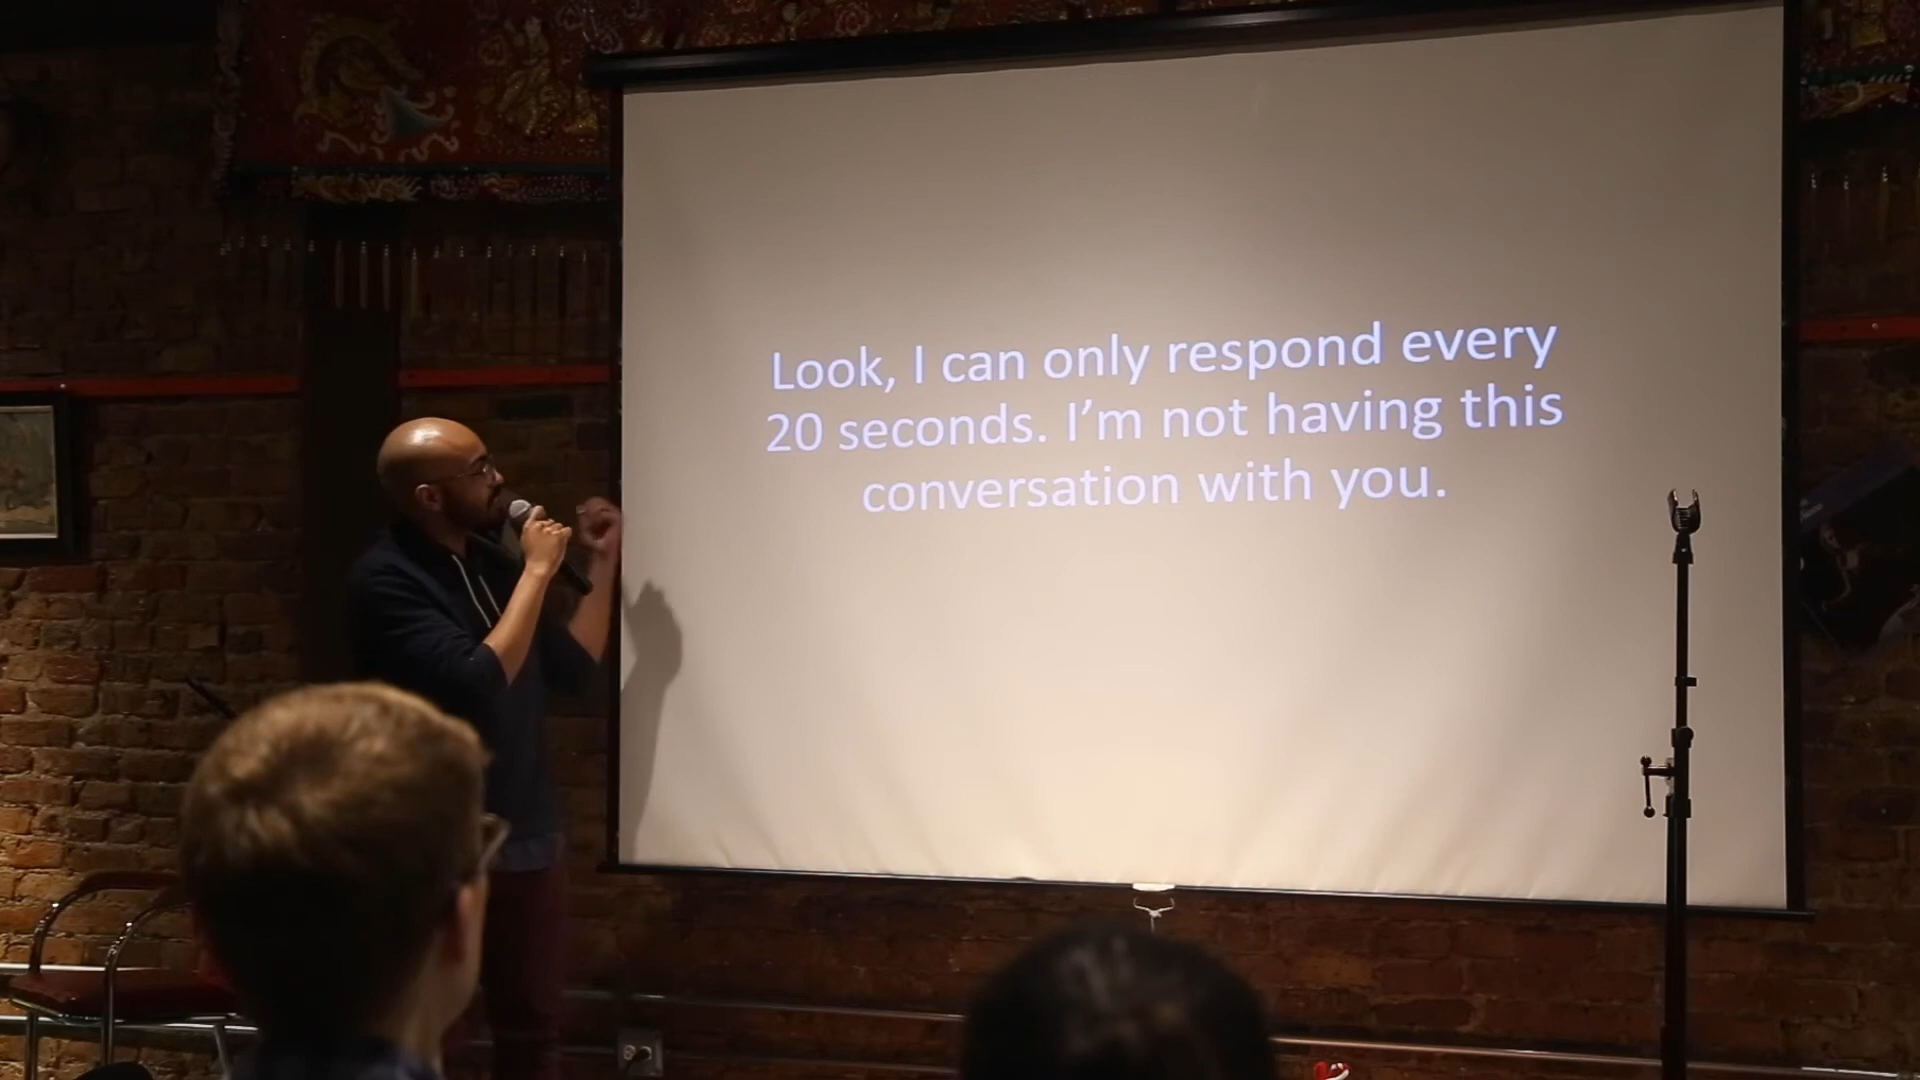 Look, I can only respond every
20 seconds. I’m not having this
conversation with you.